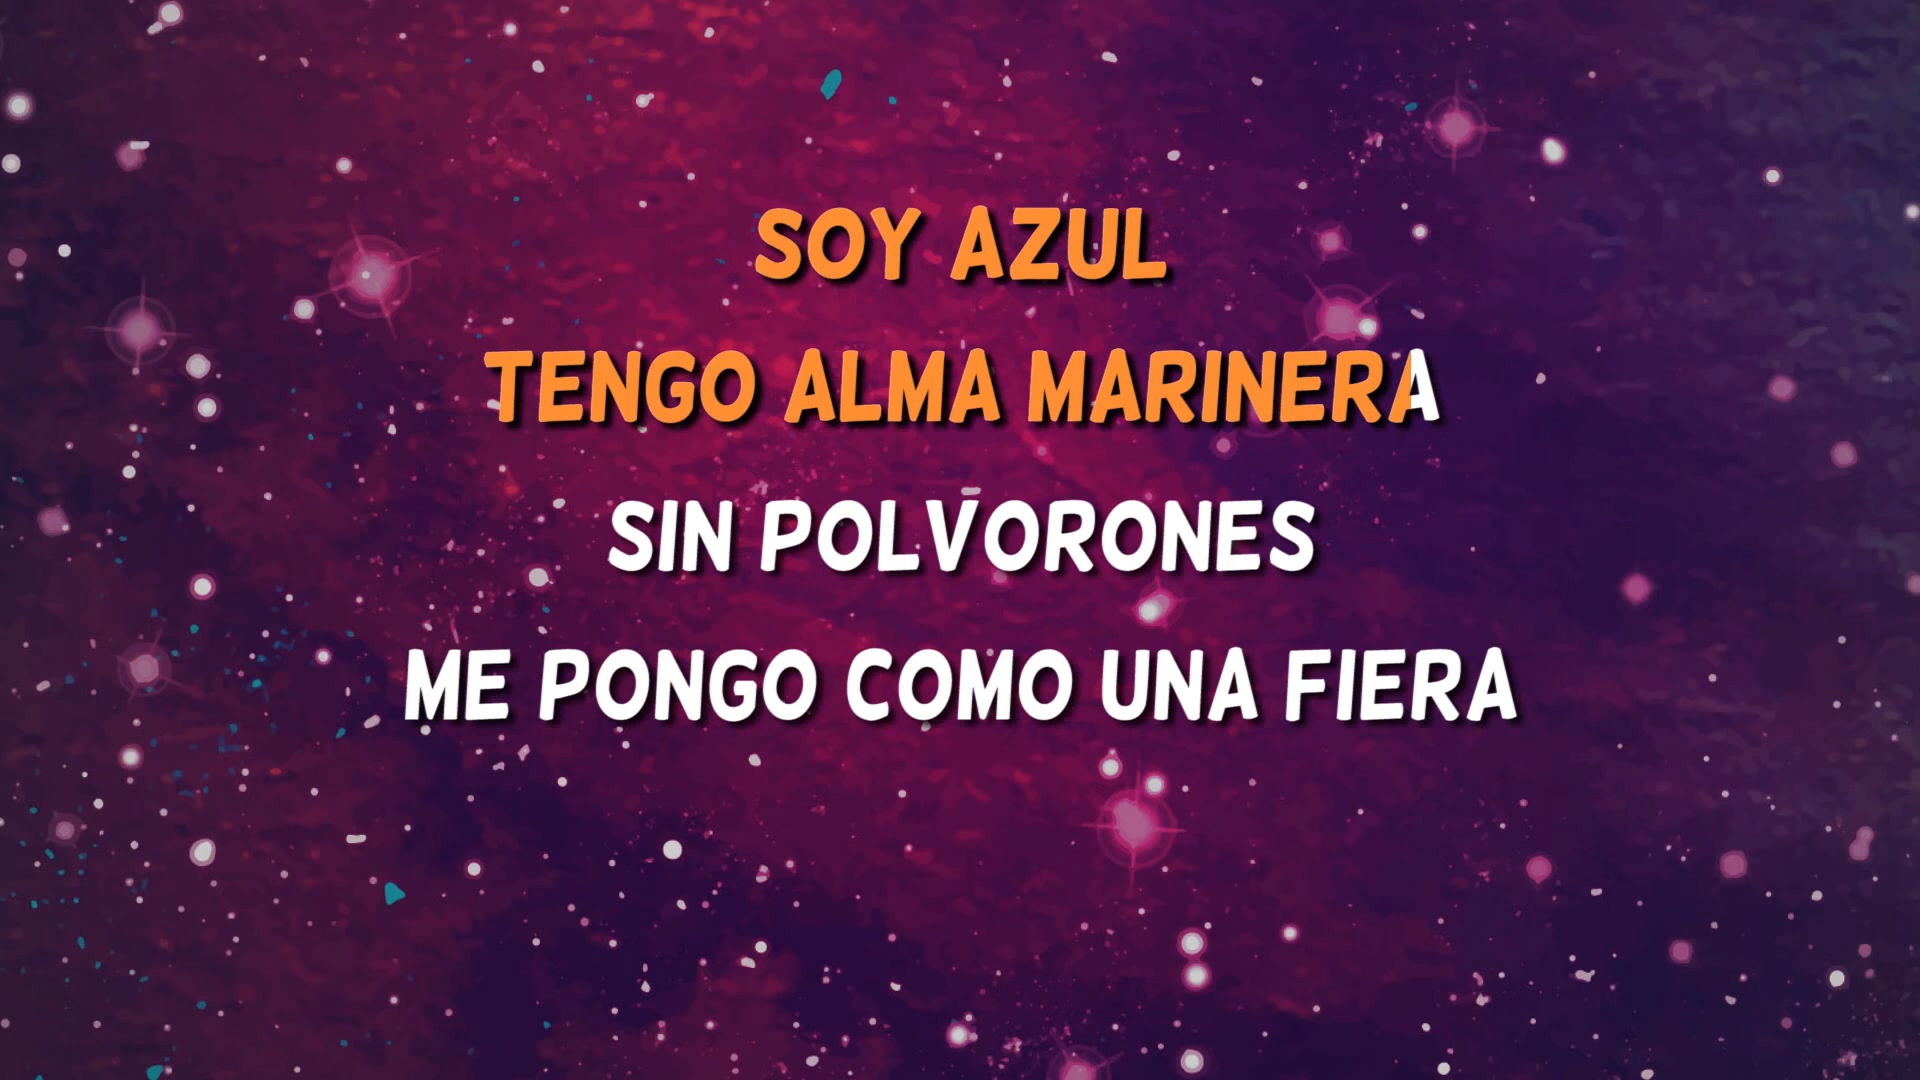 SOY AZUL
TENGO ALMA MARINERA
SIN POLVORONES
ME PONGO COMO UNA FIERA